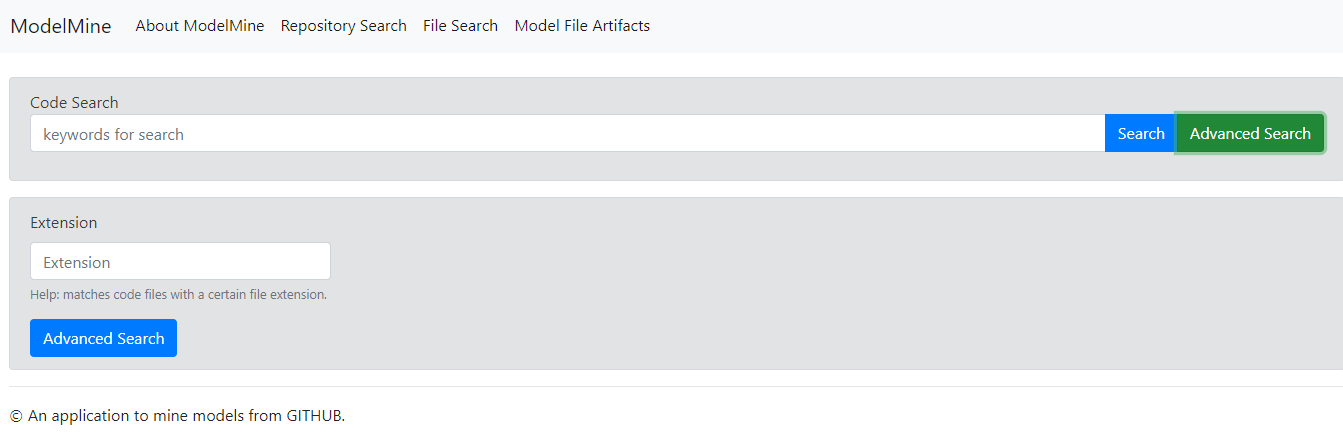 ModelMine About ModelMine Repository Search File Search Model File Artifacts
Code Search
keywords for search Search Advanced Search
Extension
Extension
Help: matches code files with a certain file extension.
Advanced Search
© An application to mine models from GITHUB.